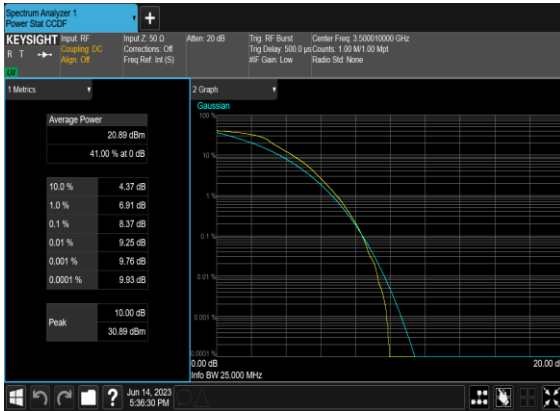 Spectrum Analyzer 1
Power Stat CCDF
KEYSIGHT
R T
LV
Input: RF
Coupling: DC
Align: Off
Input Z: 50 Ω
Corrections: Off
Freq Ref: Int (S)
Atten: 20 dB
Trig: RF Burst
Trig Delay: 500.0 µs
#IF Gain: Low
Center Freq: 3.500010000 GHz
Counts: 1.00 M/1.00 Mpt
Radio Std: None
1 Metrics
Average Power
20.89 dBm
41.00 % at 0 dB
10.0 % 4.37 dB
1.0 % 6.91 dB
0.1 % 8.37 dB
0.01 % 9.25 dB
0.001 % 9.76 dB
0.0001 % 9.93 dB
Peak
10.00 dB
30.89 dBm
2 Graph
Gaussian
100 %
10 %
1 %
0.1 %
0.01 %
0.001 %
0.0001 %
0.00 dB
20.00 d
Info BW 25.000 MHz
?
Jun 14, 2023
5:36:30 PM